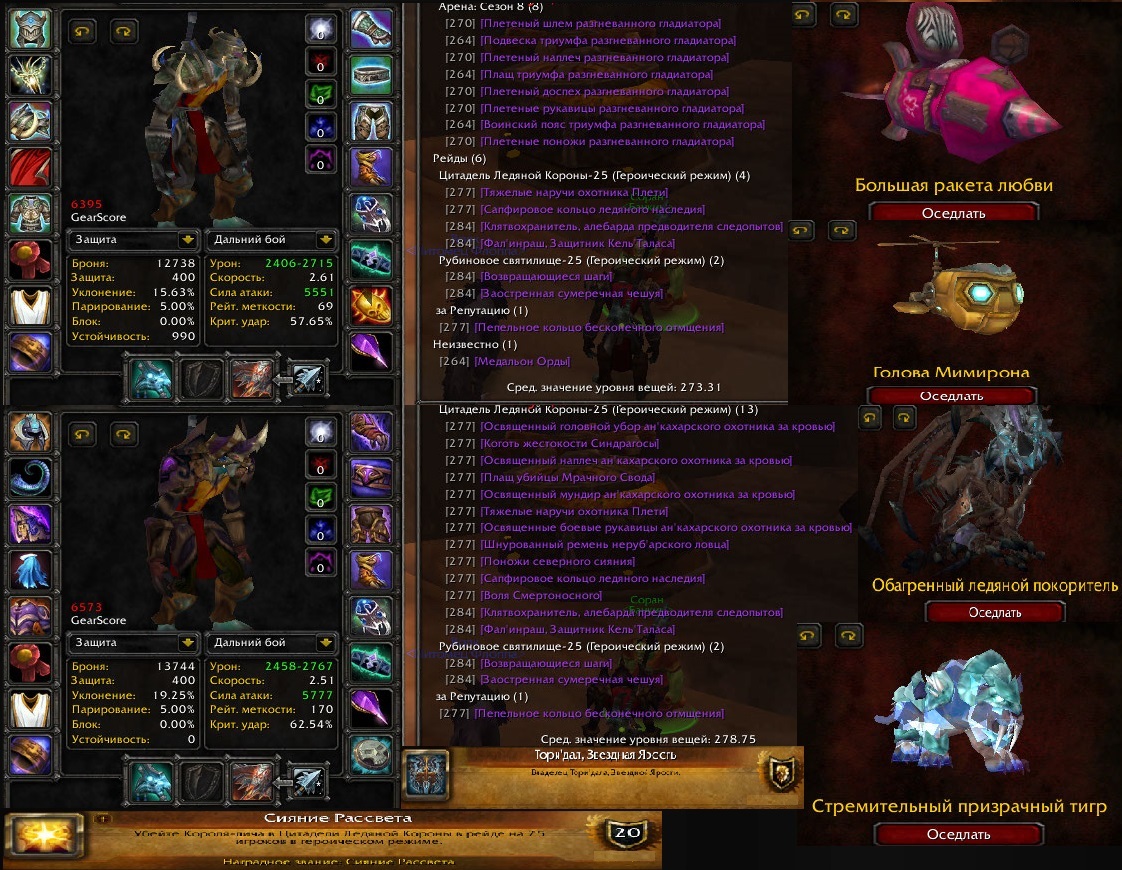 Арена: Сезон 8 (8)
[270] [Плетеный шлем разгневанного гладиатора]
[264] [Подвеска триумфа разгневанного гладиатора]
[270] [Плетеный наплеч разгневанного гладиатора]
[264] [Плащ триумфа разгневанного гладиатора]
[270] [Плетеный доспех разгневанного гладиатора]
[270] [Плетеные рукавицы разгневанного гладиатора]
[264] [Воинский пояс триумфа разгневанного гладиатора]
[270] [Плетеные поножи разгневанного гладиатора]
Рейды (6)
Цитадель Ледяной Короны-25 (Героический режим) (4)
[277] [Тяжелые наручи охотника Плети]
[277] [Сапфировое кольцо ледяного наследия]
[284] [Клятвохранитель, алебарда предводителя следопытов]
[284] [Фал'инраш, Защитник Кель'Таласа]
Рубиновое святилище-25 (Героический режим) (2)
[284] [Возвращающиеся шаги]
[284] [Заостренная сумеречная чешуя]
за Репутацию (1)
[277] [Пепельное кольцо бесконечного отмщения]
Неизвестно (1)
[264] [Медальон Орды]
Сред. значение уровня вещей: 273.31
0
0
0
0
0
6395
GearScore
Защита
Дальний бой
Броня: 12738
Защита: 400
Уклонение: 15.63%
Парирование: 5.00%
Блок: 0.00%
Устойчивость: 990
Урон: 2406-2715
Скорость: 2.61
Сила атаки: 5551
Рейт. меткости: 69
Крит. удар: 57.65%
Большая ракета любви
Оседлать
Голова Мимирона
Оседлать
Цитадель Ледяной Короны-25 (Героический режим) (13)
[277] [Освященный головной убор ан'кахарского охотника за кровью]
[277] [Коготь жестокости Синдрагосы]
[277] [Освященный наплеч ан'кахарского охотника за кровью]
[277] [Плащ убийцы Мрачного Свода]
[277] [Освященный мундир ан'кахарского охотника за кровью]
[277] [Тяжелые наручи охотника Плети]
[277] [Освященные боевые рукавицы ан'кахарского охотника за кровью]
[277] [Шнурованный ремень неруб'арского ловца]
[277] [Поножи северного сияния]
[277] [Сапфировое кольцо ледяного наследия]
[277] [Воля Смертоносного]
[284] [Клятвохранитель, алебарда предводителя следопытов]
[284] [Фал'инраш, Защитник Кель'Таласа]
Рубиновое святилище-25 (Героический режим) (2)
[284] [Возвращающиеся шаги]
[284] [Заостренная сумеречная чешуя]
за Репутацию (1)
[277] [Пепельное кольцо бесконечного отмщения]
Сред. значение уровня вещей: 278.75
Соран
0
0
0
0
0
6573
GearScore
Защита
Дальний бой
Броня: 13744
Защита: 400
Уклонение: 19.25%
Парирование: 5.00%
Блок: 0.00%
Устойчивость: 0
Урон: 2458-2767
Скорость: 2.51
Сила атаки: 5777
Рейт. меткости: 170
Крит. удар: 62.54%
Обагренный ледяной покоритель
Оседлать
Стремительный призрачный тигр
Оседлать
Тори'дал, Звездная Ярость
Владелец Тори'дала, Звездной Ярости.
Сияние Рассвета
Убейте Короля-лича в Цитадели Ледяной Короны в рейде на 25
игроков в героическом режиме.
Наградное звание: Сияние Рассвета
20